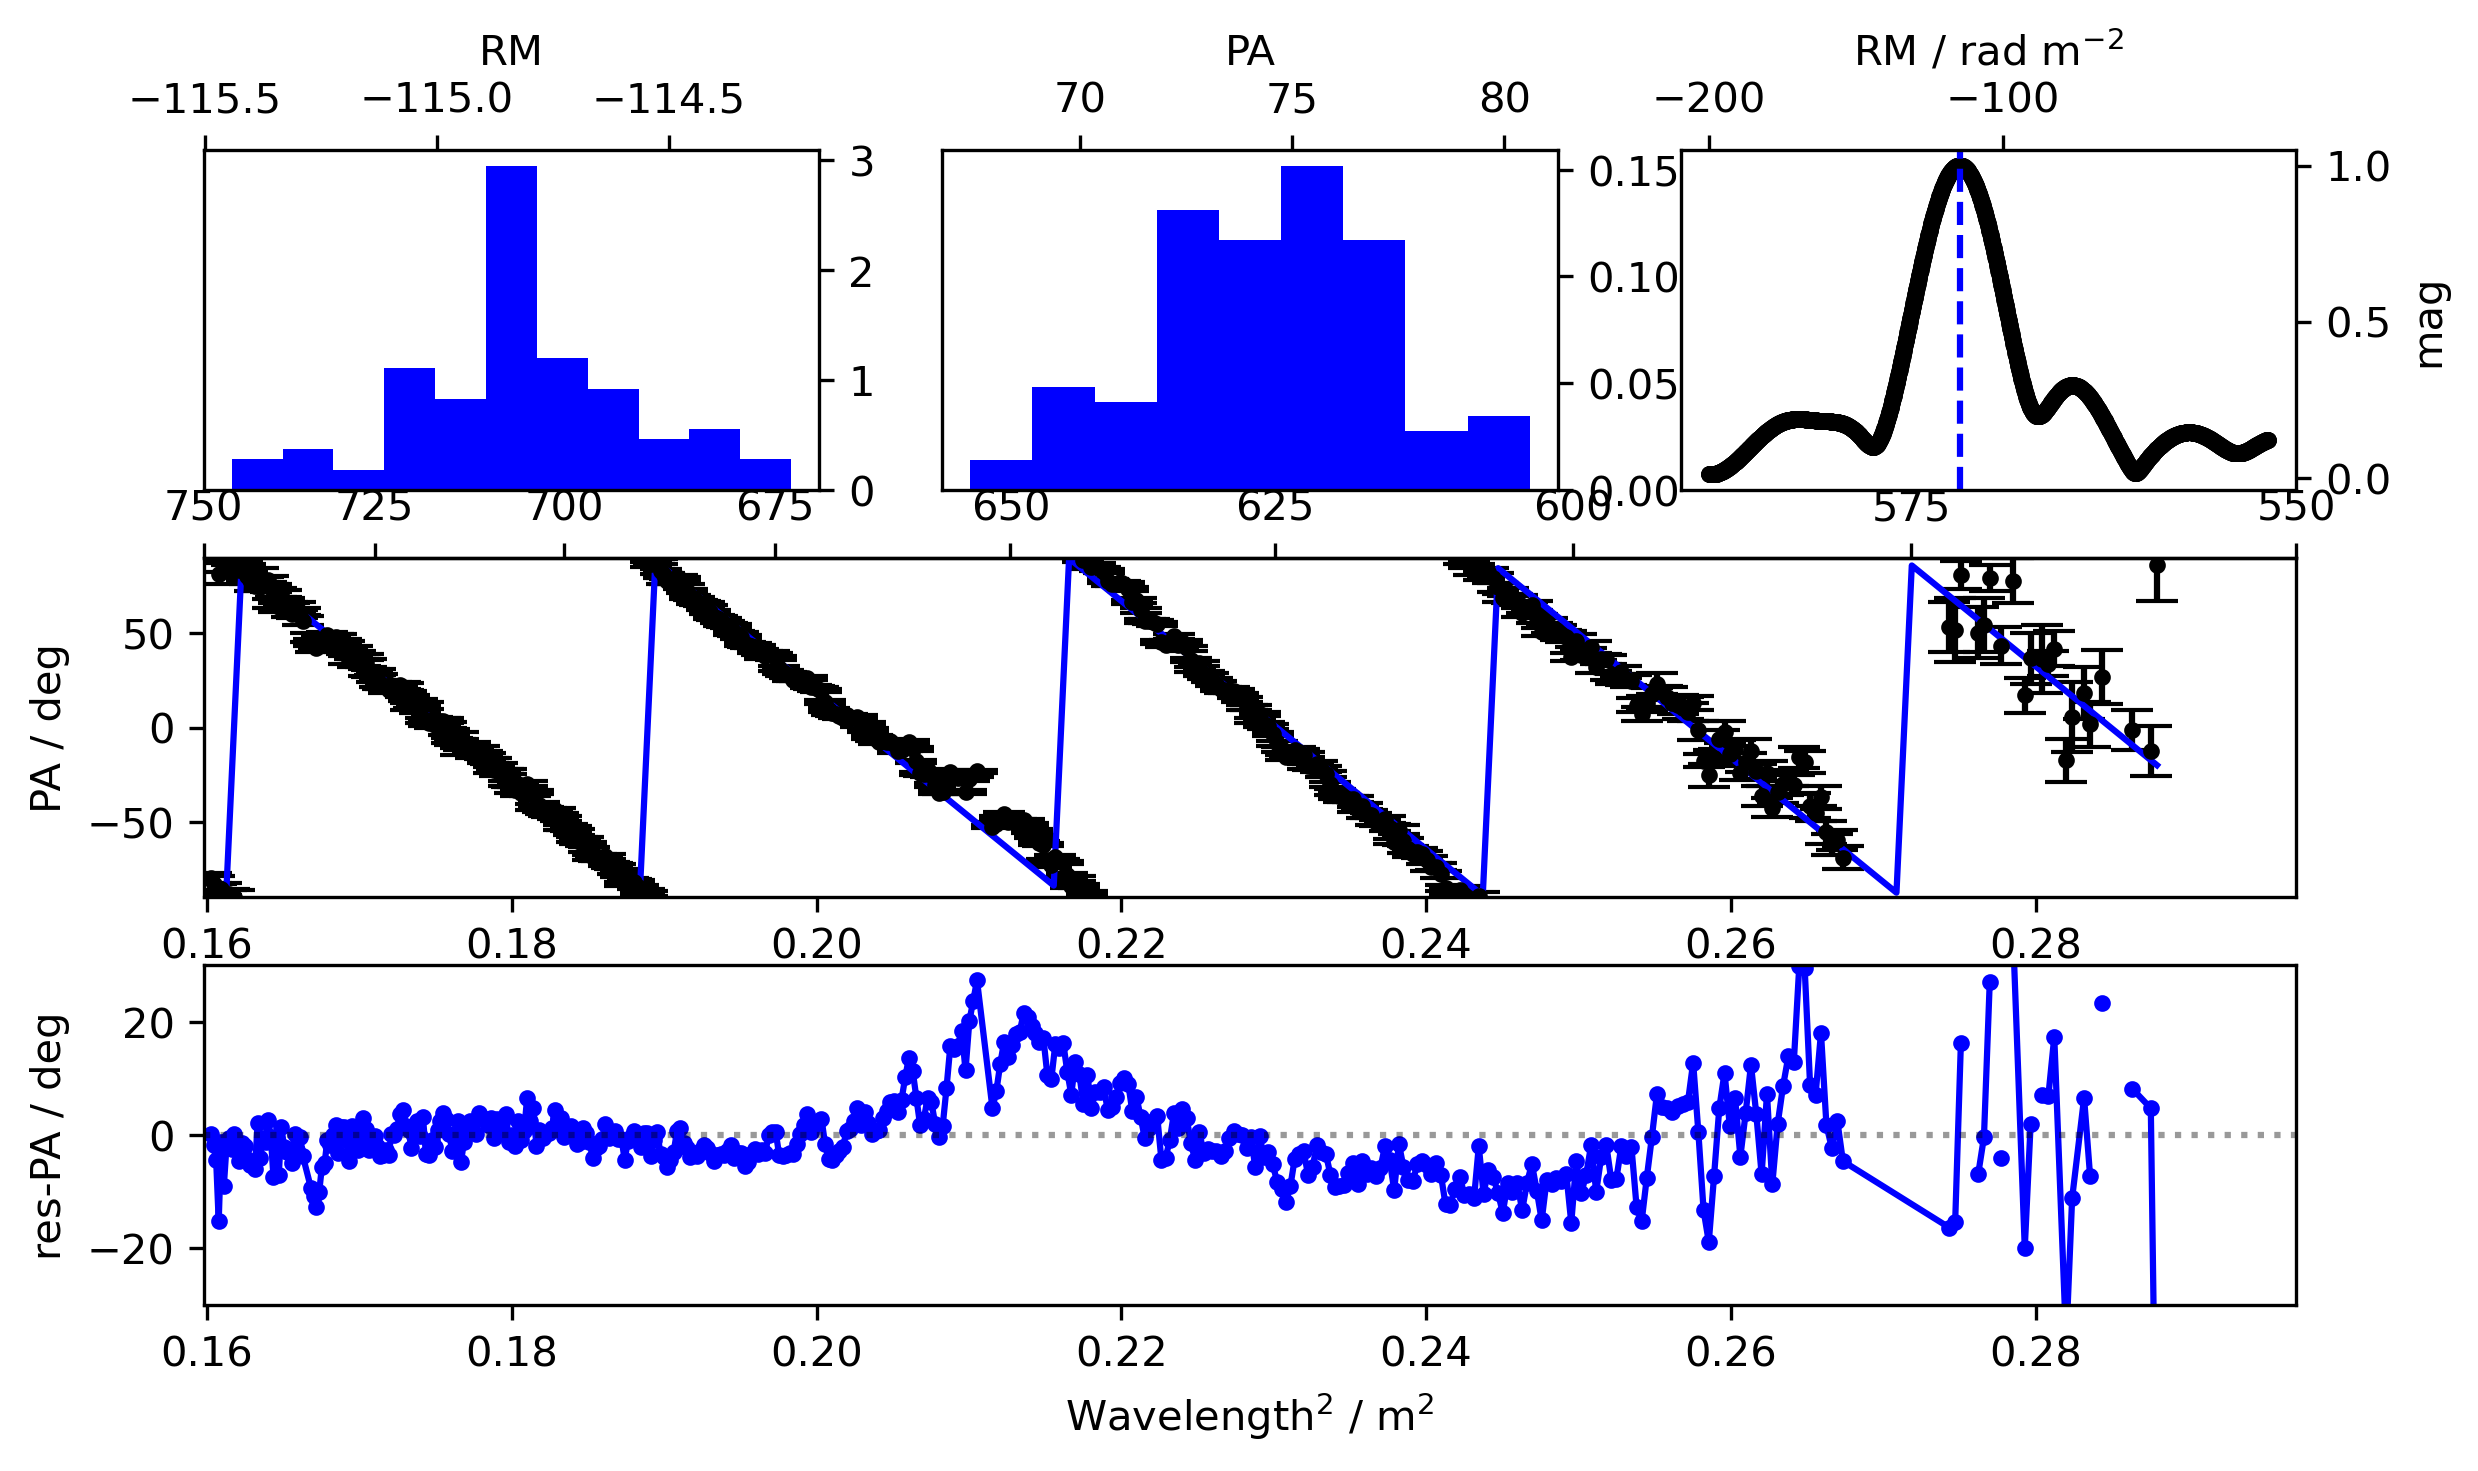 RM PA RM / rad m⁻²
−115.5 −115.0 −114.5 70 75 80 −200 −100
3 0.15 1.0
2 0.10
0.5
mag
1 0.05
0 0.00 0.0
750 725 700 675 650 625 600 575 550
PA / deg
50
0
−50
0.16 0.18 0.20 0.22 0.24 0.26 0.28
res-PA / deg
20
0
−20
0.16 0.18 0.20 0.22 0.24 0.26 0.28
Wavelength² / m²